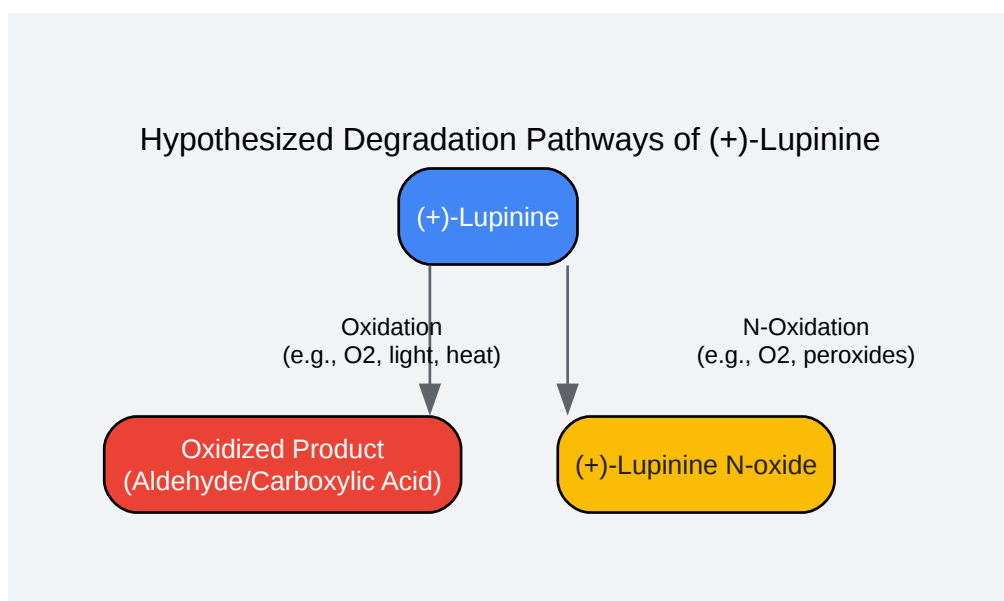 Hypothesized Degradation Pathways of (+)-Lupinine
(+)-Lupinine
Oxidation
(e.g., O2, light, heat)
N-Oxidation
(e.g., O2, peroxides)
Oxidized Product
(Aldehyde/Carboxylic Acid)
(+)-Lupinine N-oxide